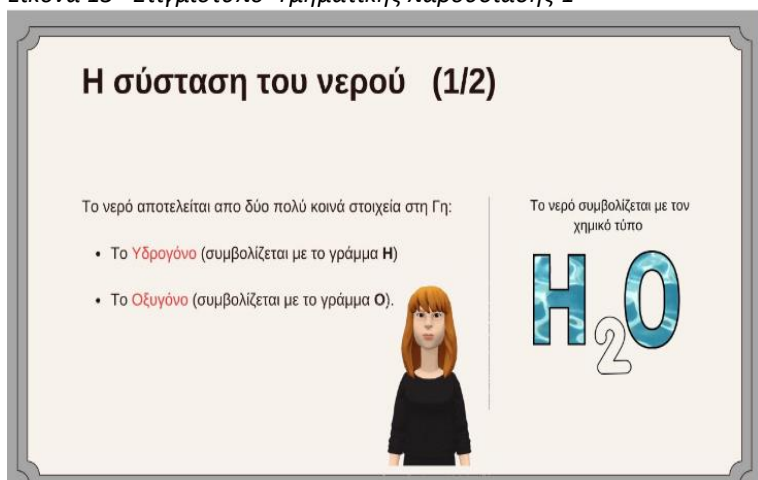 Η σύσταση του νερού (1/2)
Το νερό αποτελείται απο δύο πολύ κοινά στοιχεία στη Γη:
• Το Υδρογόνο (συμβολίζεται με το γράμμα Η)
• Το Οξυγόνο (συμβολίζεται με το γράμμα Ο).
Το νερό συμβολίζεται με τον
χημικό τύπο
H2O